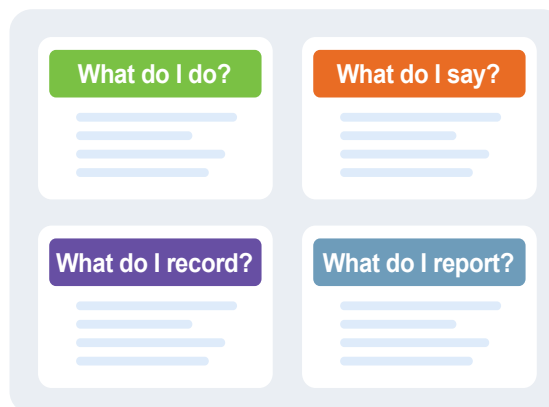 What do I do?
What do I say?
What do I record?
What do I report?